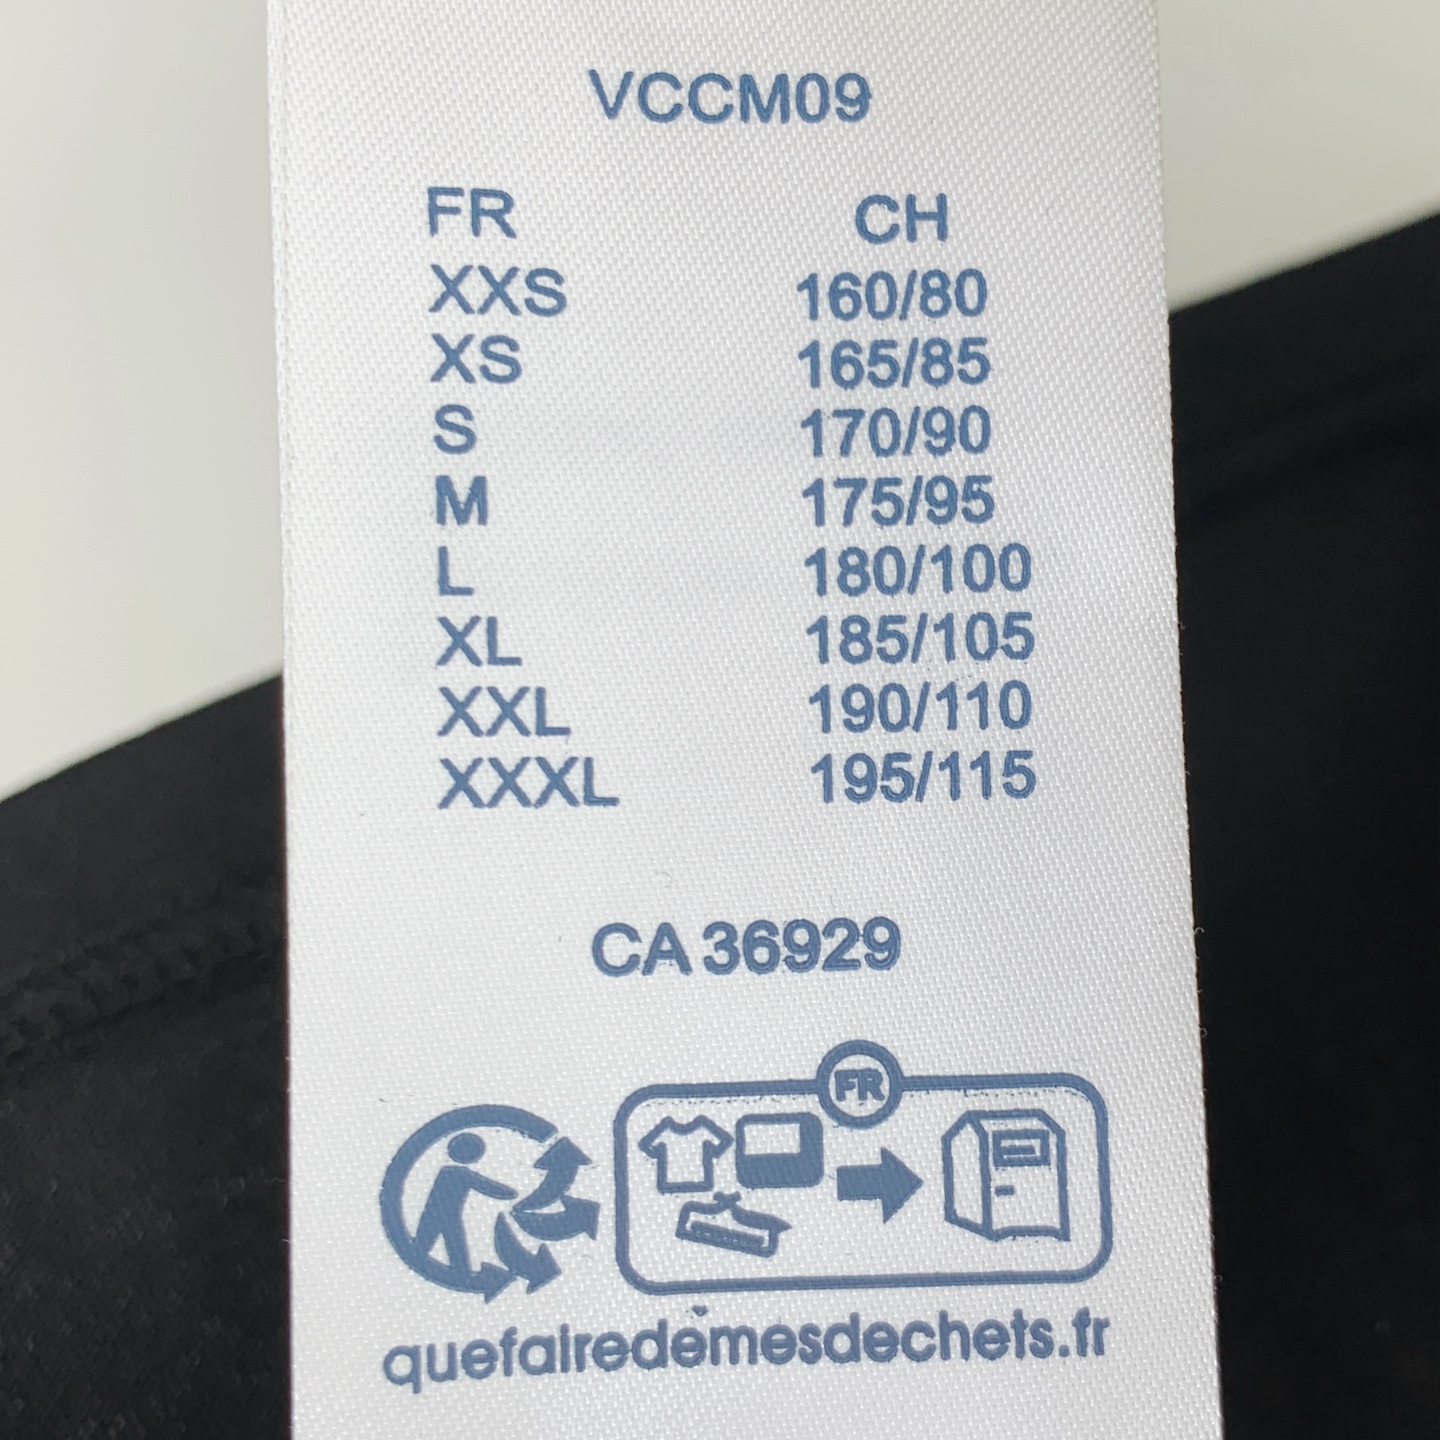 VCCM09
FR CH
XXS 160/80
XS 165/85
S 170/90
M 175/95
L 180/100
XL 185/105
XXL 190/110
XXXL 195/115
CA 36929
FR
quefairedemesdechets.fr